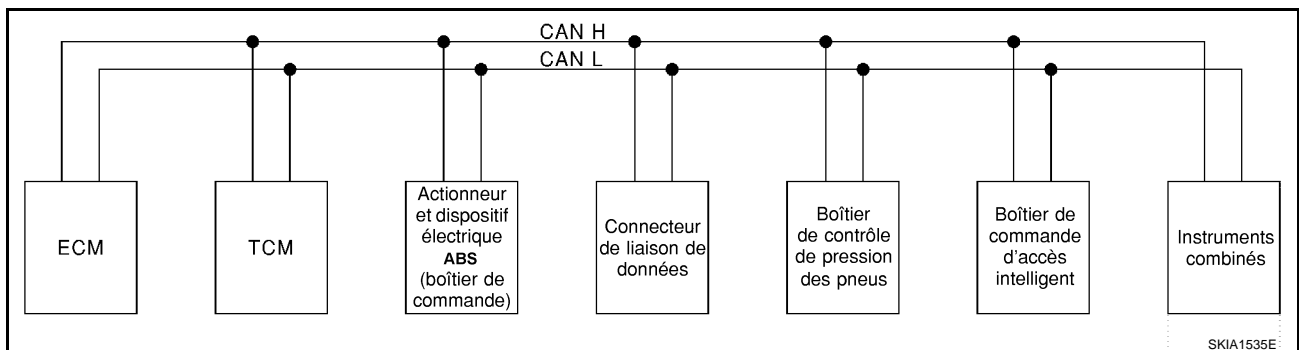 CAN H
CAN L
ECM
TCM
Actionneur
et dispositif
électrique
ABS
(boîtier de
commande)
Connecteur
de liaison de
données
Boîtier
de contrôle
de pression
des pneus
Boîtier de
commande
d'accès
intelligent
Instruments
combinés
SKIA1535E